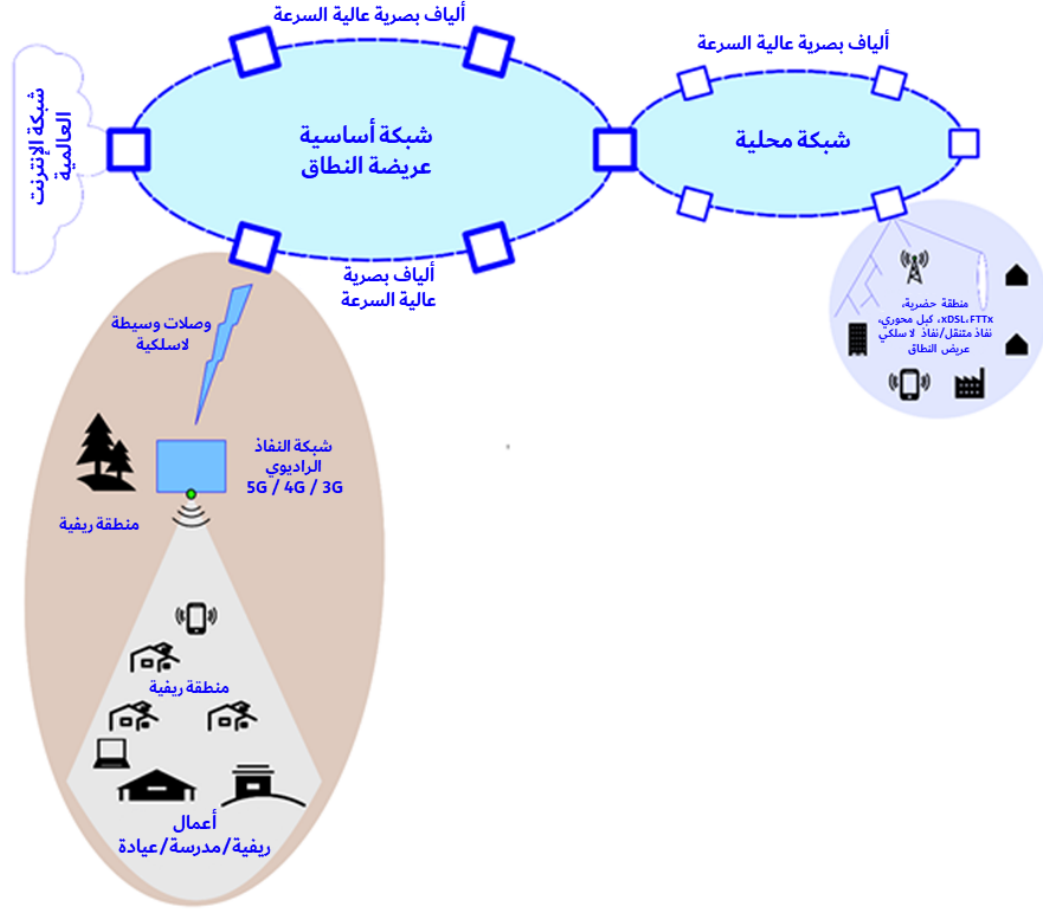 ألياف بصرية عالية السرعة
ألياف بصرية عالية السرعة
شبكة الإنترنت
العالمية
شبكة أساسية
عريضة النطاق
شبكة محلية
ألياف بصرية
عالية السرعة
منطقة حضرية،
xDSL،FTTx، كبل محوري،
نفاذ متنقل/نفاذ لاسلكي
عريض النطاق
وصلات وسيطة
لاسلكية
شبكة النفاذ
الراديوي
5G / 4G / 3G
منطقة ريفية
منطقة ريفية
أعمال
ريفية/مدرسة/عيادة